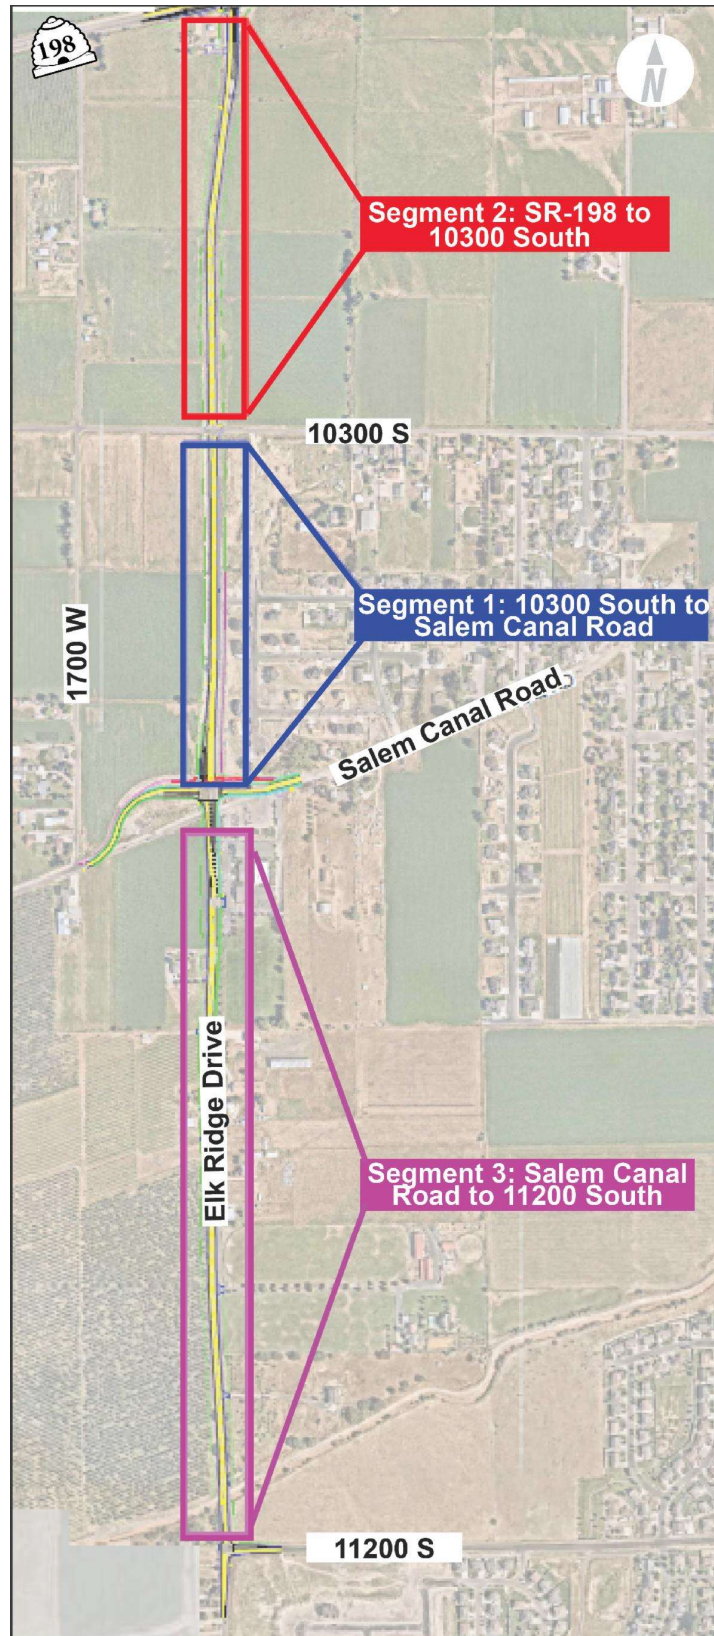 198
N
Segment 2: SR-198 to
10300 South
10300 S
Segment 1: 10300 South to
Salem Canal Road
1700 W
Salem Canal Road
Elk Ridge Drive
Segment 3: Salem Canal
Road to 11200 South
11200 S